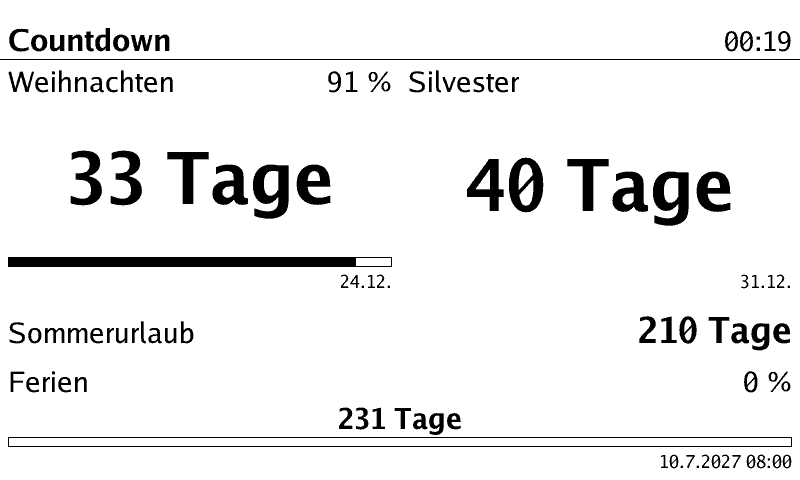 Countdown 00:19
Weihnachten 91 % Silvester
33 Tage 40 Tage
24.12. 31.12.
Sommerurlaub 210 Tage
Ferien 0 %
231 Tage
10.7.2027 08:00